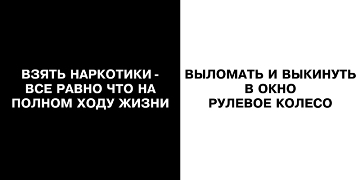 ВЗЯТЬ НАРКОТИКИ -
ВСЕ РАВНО ЧТО НА
ПОЛНОМ ХОДУ ЖИЗНИ
ВЫЛОМАТЬ И ВЫКИНУТЬ
В ОКНО
РУЛЕВОЕ КОЛЕСО